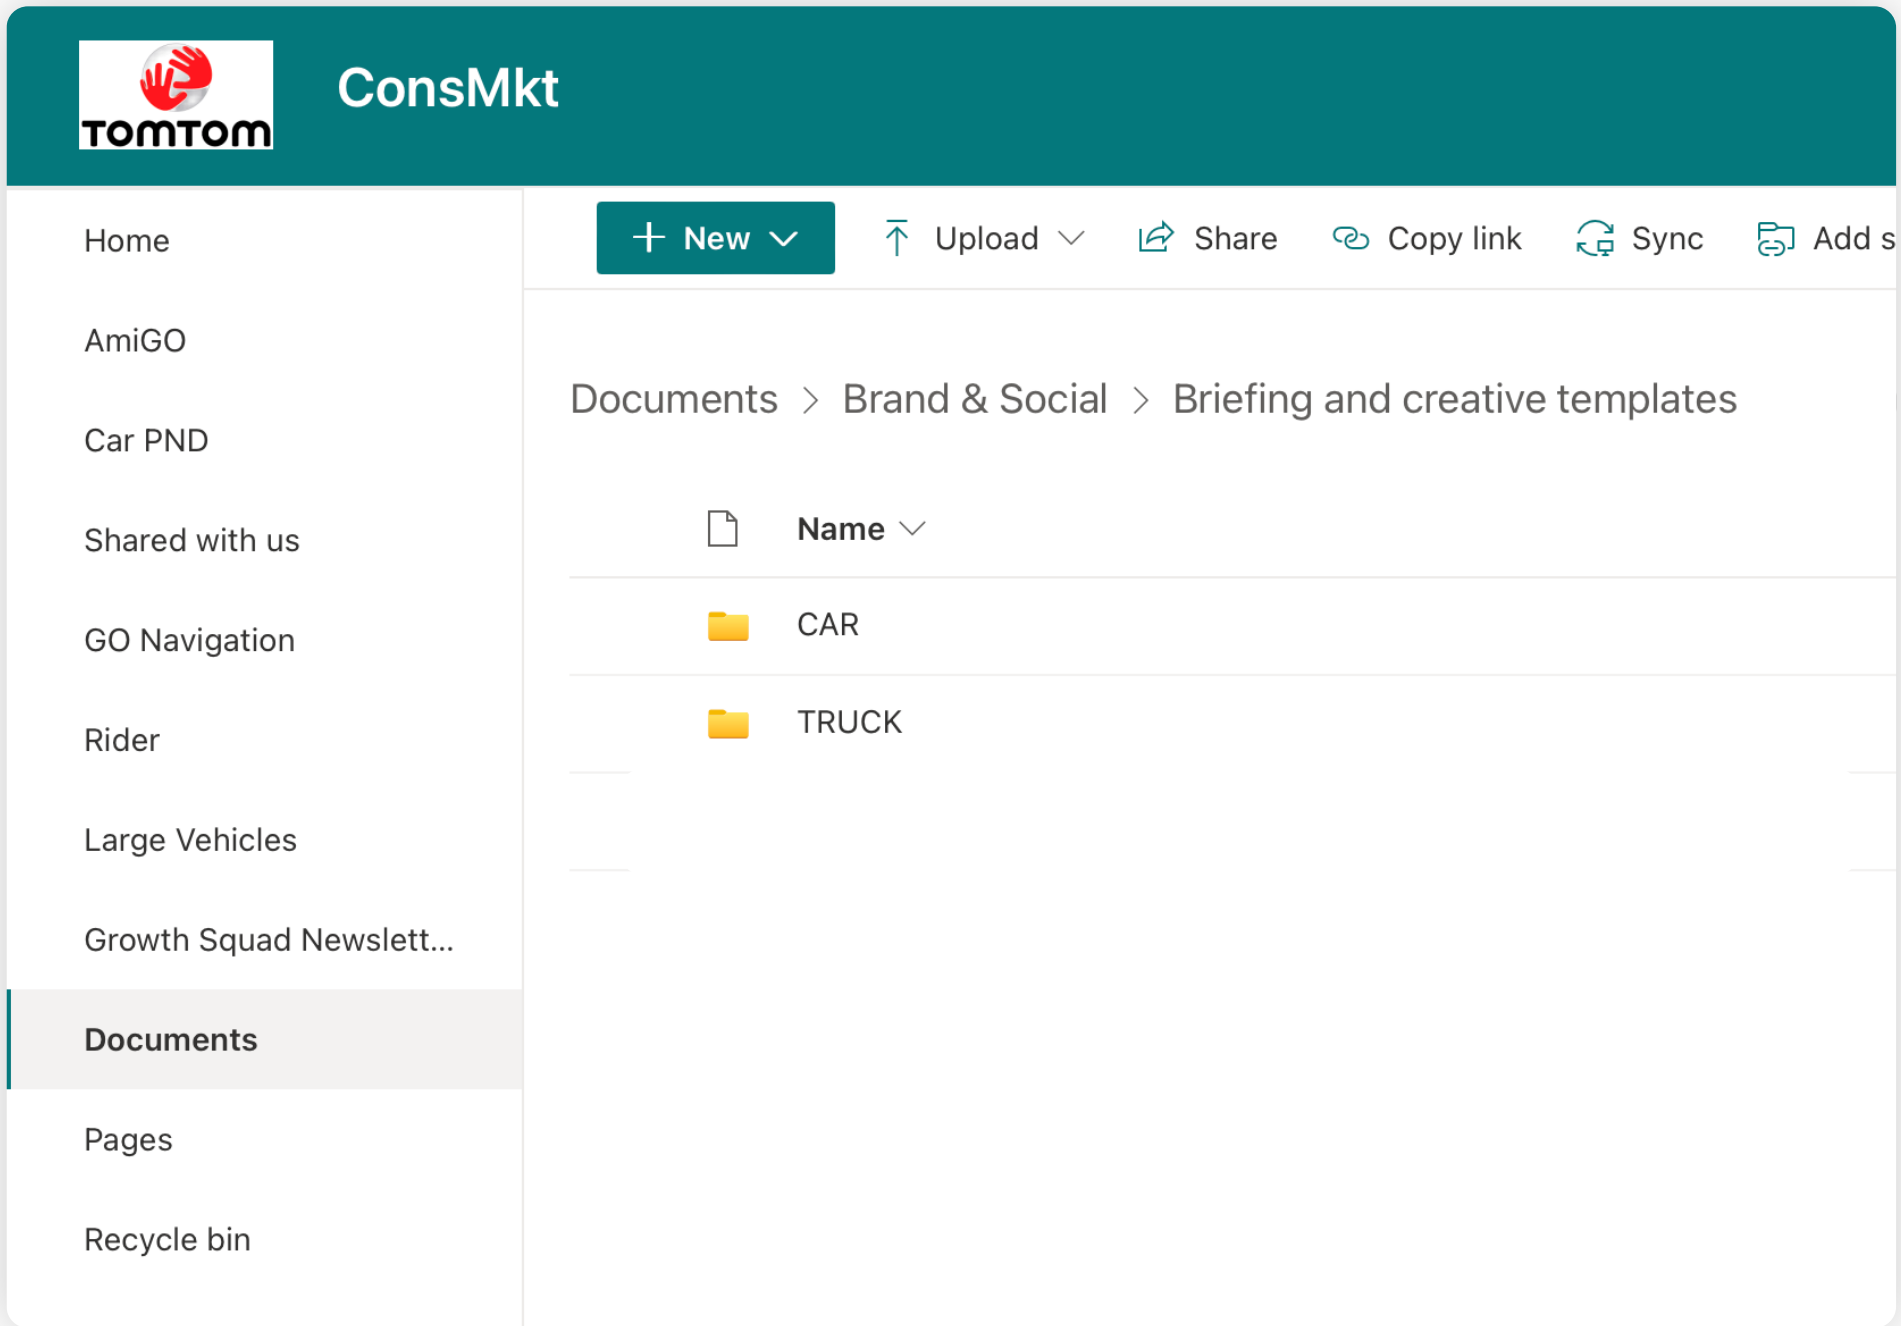 TOMTOM
ConsMkt
Home
AmiGO
Car PND
Shared with us
GO Navigation
Rider
Large Vehicles
Growth Squad Newslett...
Documents
Pages
Recycle bin
New
Upload
Share
Copy link
Sync
Add s
Documents > Brand & Social > Briefing and creative templates
Name
CAR
TRUCK